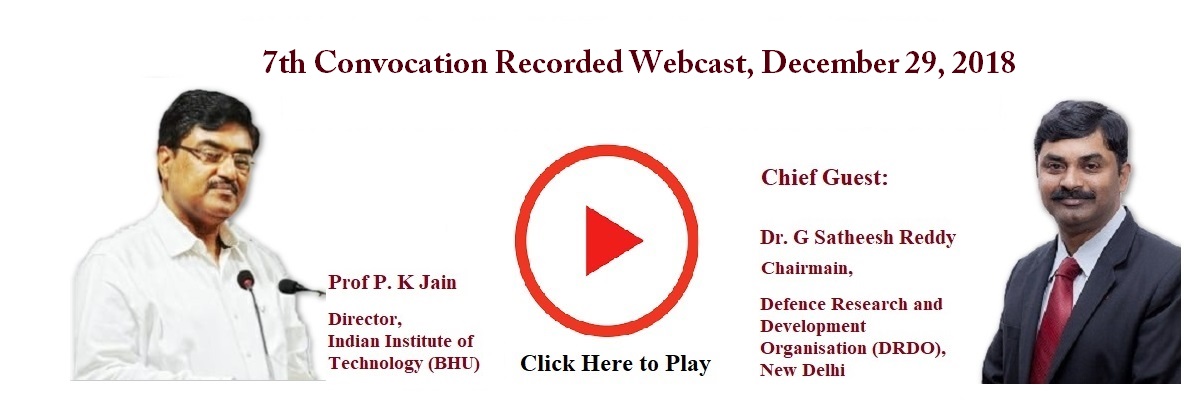 7th Convocation Recorded Webcast, December 29, 2018
Prof P. K Jain
Director,
Indian Institute of
Technology (BHU)
Click Here to Play
Chief Guest:
Dr. G Satheesh Reddy
Chairmain,
Defence Research and
Development
Organisation (DRDO),
New Delhi